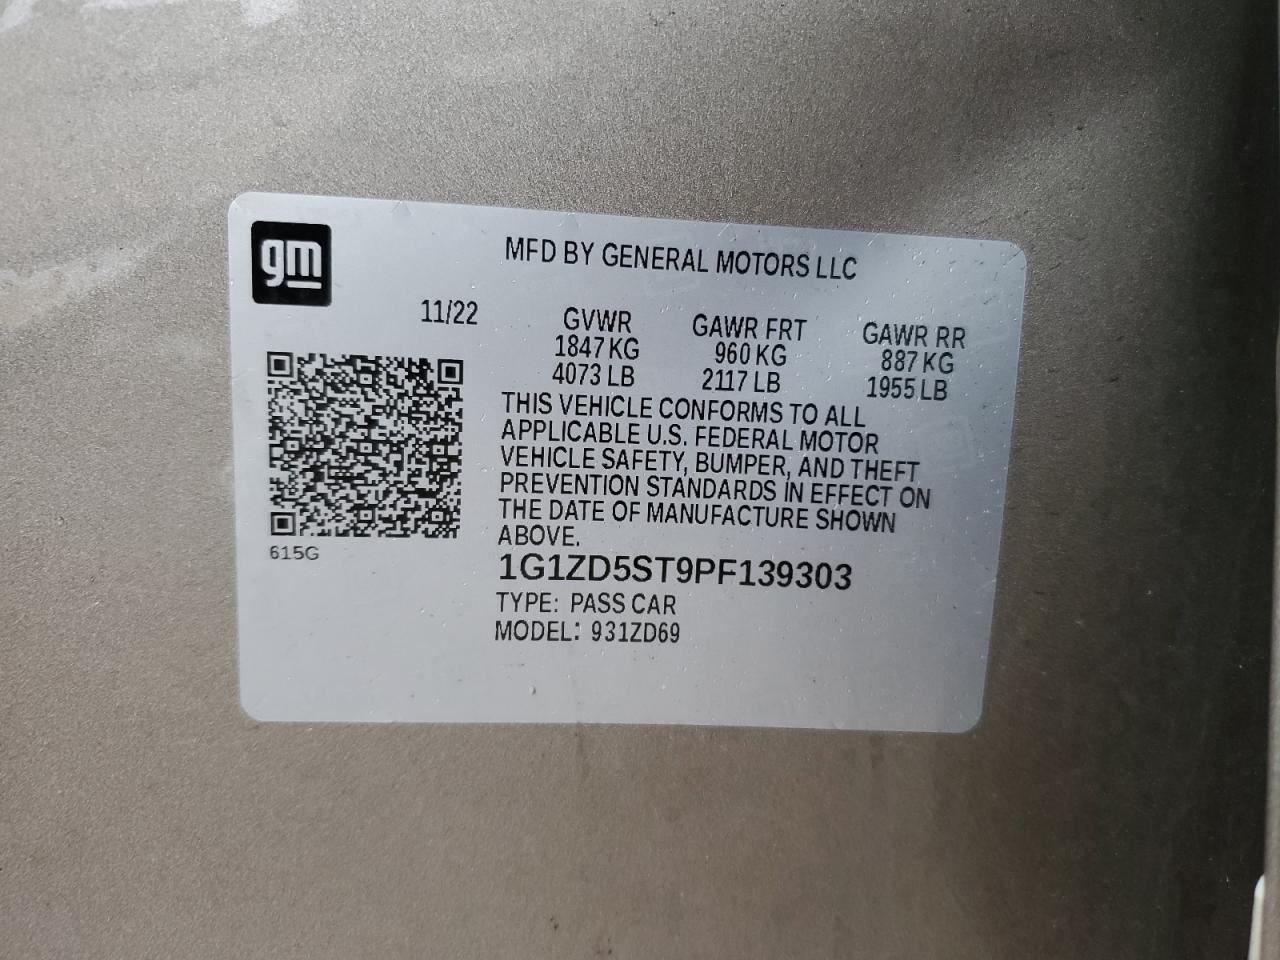 gm
MFD BY GENERAL MOTORS LLC
11/22
GVWR GAWR FRT GAWR RR
1847 KG 960 KG 887 KG
4073 LB 2117 LB 1955 LB
THIS VEHICLE CONFORMS TO ALL
APPLICABLE U.S. FEDERAL MOTOR
VEHICLE SAFETY, BUMPER, AND THEFT
PREVENTION STANDARDS IN EFFECT ON
THE DATE OF MANUFACTURE SHOWN
ABOVE.
615G
1G1ZD5ST9PF139303
TYPE: PASS CAR
MODEL: 931ZD69